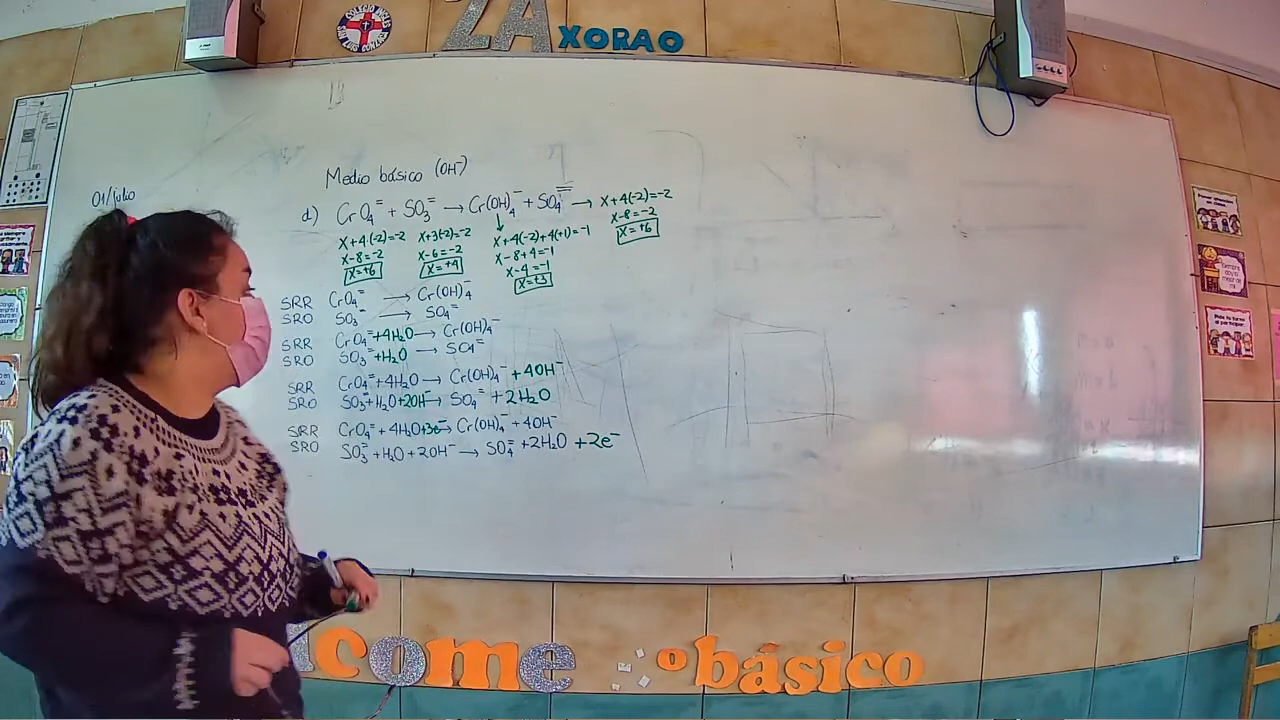 COLEGIO INGLES
2A
XORAO
01/julio
Medio básico (OH⁻)
d) CrO₄⁼ + SO₃⁼ → Cr(OH)₄⁻ + SO₄⁼ → x+4(-2)=-2
x-8=-2
x=+6
x+4·(-2)=-2
x-8=-2
x=+6
x+3(-2)=-2
x-6=-2
x=+4
x+4(-2)+4(+1)=-1
x-8+4=-1
x-4=-1
x=+3
SRR CrO₄⁼ → Cr(OH)₄⁻
SRO SO₃⁼ → SO₄⁼
SRR CrO₄⁼+4H₂O → Cr(OH)₄⁻
SRO SO₃⁼+H₂O → SO₄⁼
SRR CrO₄⁼+4H₂O → Cr(OH)₄⁻ + 4OH⁻
SRO SO₃⁼+H₂O+2OH⁻ → SO₄⁼ + 2H₂O
SRR CrO₄⁼ + 4H₂O+3e⁻ → Cr(OH)₄⁻ + 4OH⁻
SRO SO₃⁼ + H₂O + 2OH⁻ → SO₄⁼ + 2H₂O + 2e⁻
come
básico